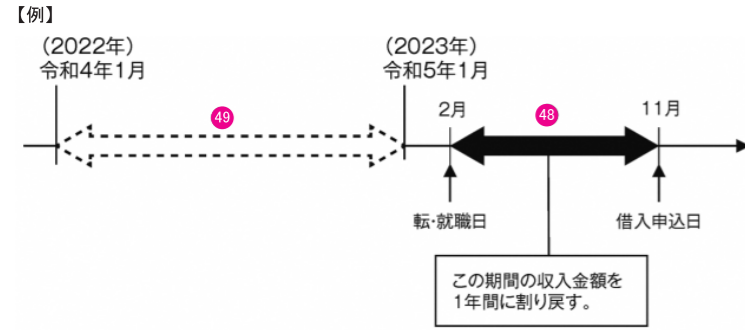 【例】
(2022年)
令和4年1月
(2023年)
令和5年1月
49
2月
48
11月
転・就職日
借入申込日
この期間の収入金額を
1年間に割り戻す。